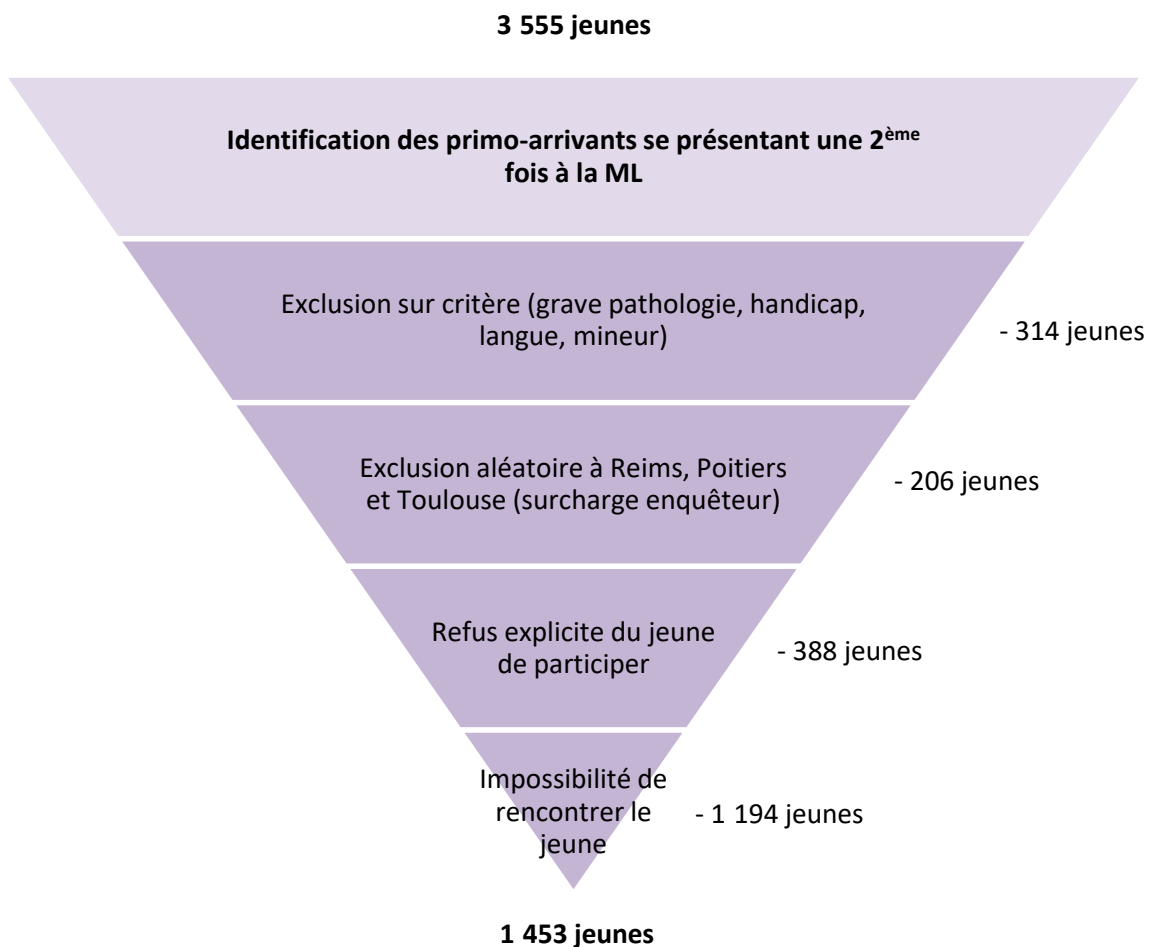 3 555 jeunes
Identification des primo-arrivants se présentant une 2ème
fois à la ML
Exclusion sur critère (grave pathologie, handicap,
langue, mineur)
- 314 jeunes
Exclusion aléatoire à Reims, Poitiers
et Toulouse (surcharge enquêteur)
- 206 jeunes
Refus explicite du jeune
de participer
- 388 jeunes
Impossibilité de
rencontrer le
jeune
- 1 194 jeunes
1 453 jeunes